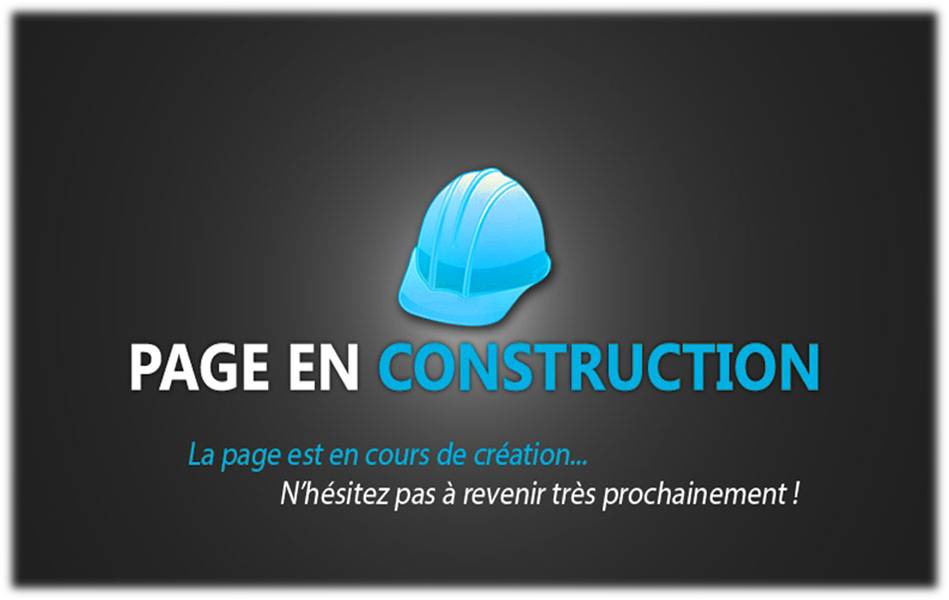 PAGE EN CONSTRUCTION
La page est en cours de création...
N'hésitez pas à revenir très prochainement !